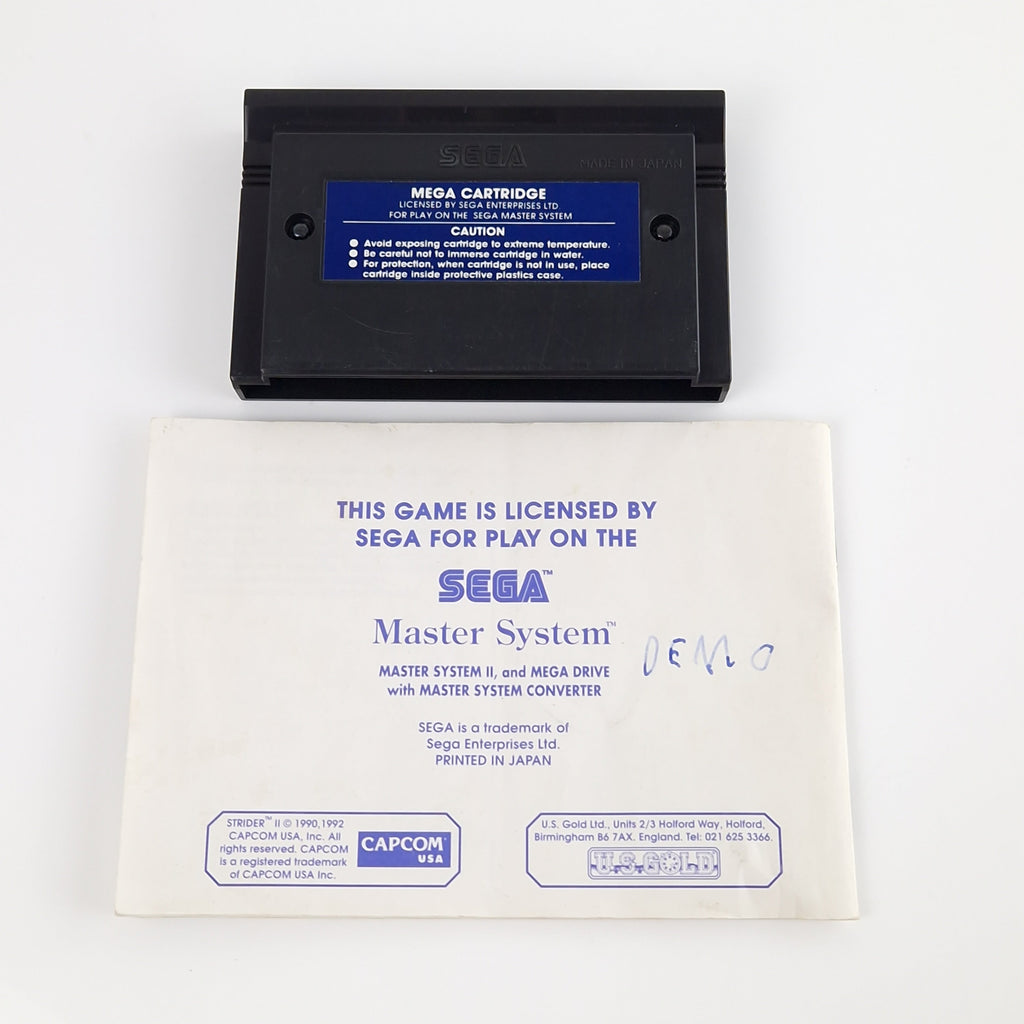 SEGA
MADE IN JAPAN
MEGA CARTRIDGE
LICENSED BY SEGA ENTERPRISES LTD.
FOR PLAY ON THE SEGA MASTER SYSTEM
CAUTION
● Avoid exposing cartridge to extreme temperature.
● Be careful not to immerse cartridge in water.
● For protection, when cartridge is not in use, place
cartridge inside protective plastics case.
THIS GAME IS LICENSED BY
SEGA FOR PLAY ON THE
SEGA™
Master System™
DEMO
MASTER SYSTEM II, and MEGA DRIVE
with MASTER SYSTEM CONVERTER
SEGA is a trademark of
Sega Enterprises Ltd.
PRINTED IN JAPAN
STRIDER™ II © 1990,1992
CAPCOM USA, Inc. All
rights reserved. CAPCOM
is a registered trademark
of CAPCOM USA Inc.
CAPCOM
USA
U.S. Gold Ltd., Units 2/3 Holford Way, Holford,
Birmingham B6 7AX. England. Tel: 021 625 3366.
U.S. GOLD